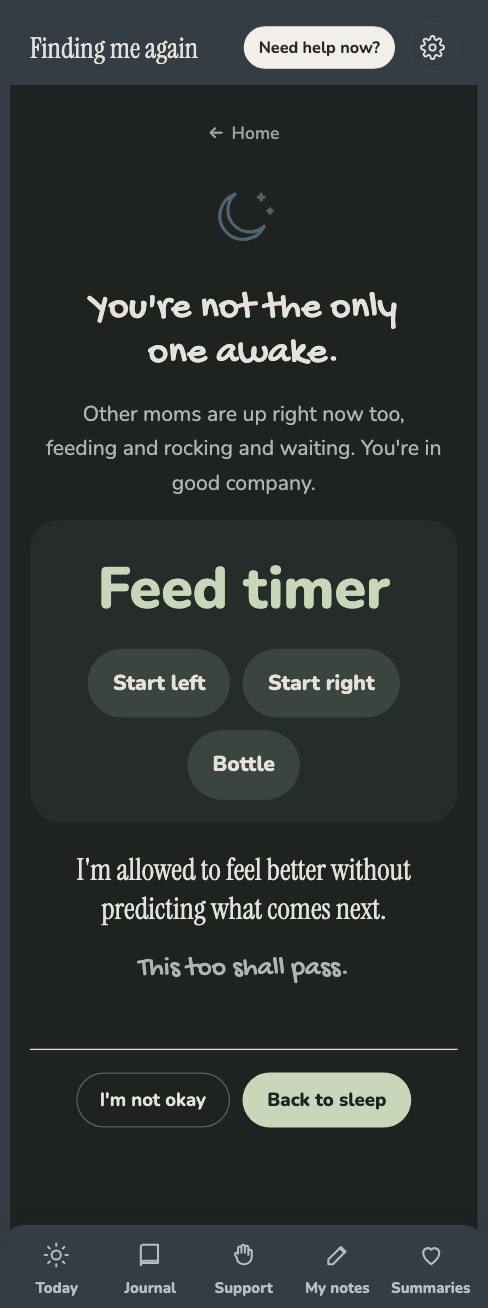 Finding me again
Need help now?
← Home
You're not the only
one awake.
Other moms are up right now too,
feeding and rocking and waiting. You're in
good company.
Feed timer
Start left
Start right
Bottle
I'm allowed to feel better without
predicting what comes next.
This too shall pass.
I'm not okay
Back to sleep
Today
Journal
Support
My notes
Summaries